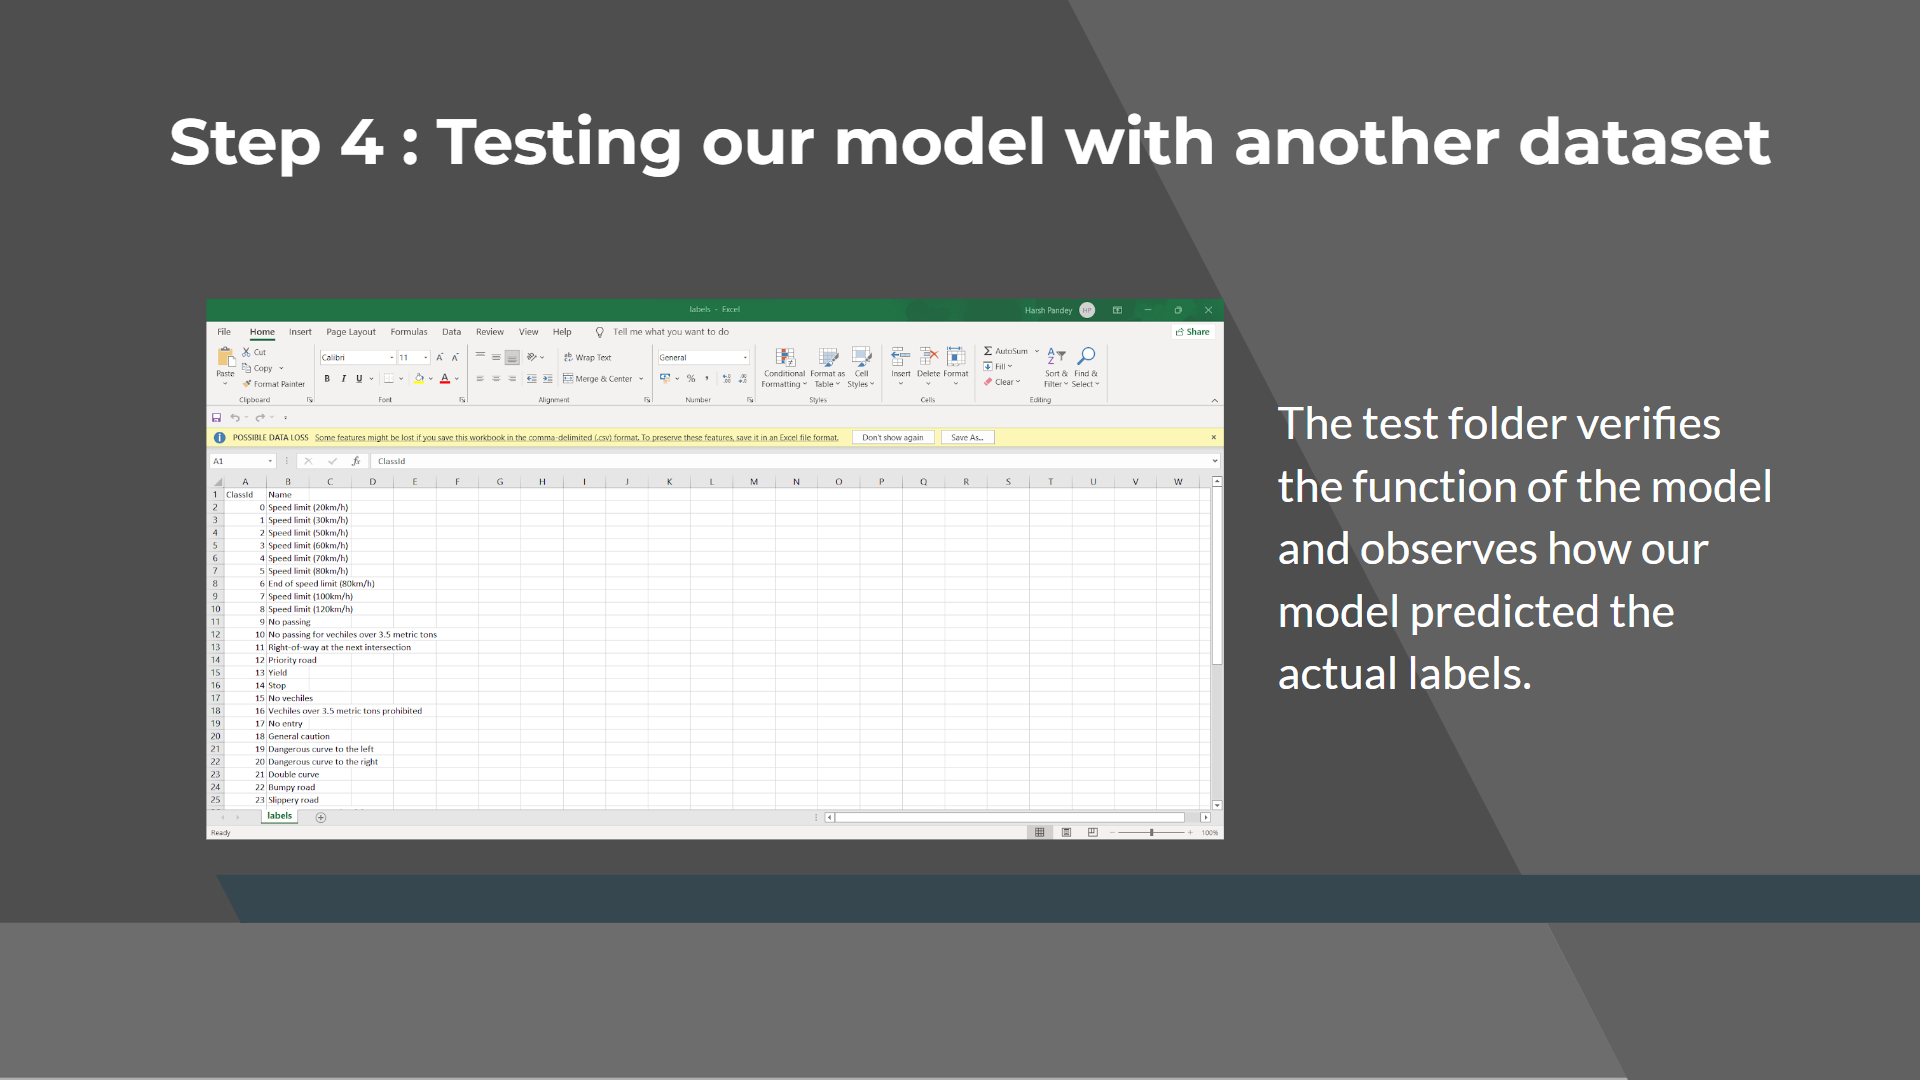 Step 4 : Testing our model with another dataset
labels - Excel
Harsh Pandey HP
File Home Insert Page Layout Formulas Data Review View Help Tell me what you want to do Share
Paste
Cut
Copy
Format Painter
Clipboard
Calibri 11
B I U
Font
Wrap Text
Merge & Center
Alignment
General
Number
Conditional Formatting
Format as Table
Cell Styles
Styles
Insert Delete Format
Cells
AutoSum
Fill
Clear
Sort & Filter
Find & Select
Editing
POSSIBLE DATA LOSS Some features might be lost if you save this workbook in the comma-delimited (.csv) format. To preserve these features, save it in an Excel file format. Don't show again Save As...
A1 fx ClassId
A B C D E F G H I J K L M N O P Q R S T U V W
1 ClassId Name
2 0 Speed limit (20km/h)
3 1 Speed limit (30km/h)
4 2 Speed limit (50km/h)
5 3 Speed limit (60km/h)
6 4 Speed limit (70km/h)
7 5 Speed limit (80km/h)
8 6 End of speed limit (80km/h)
9 7 Speed limit (100km/h)
10 8 Speed limit (120km/h)
11 9 No passing
12 10 No passing for vechiles over 3.5 metric tons
13 11 Right-of-way at the next intersection
14 12 Priority road
15 13 Yield
16 14 Stop
17 15 No vechiles
18 16 Vechiles over 3.5 metric tons prohibited
19 17 No entry
20 18 General caution
21 19 Dangerous curve to the left
22 20 Dangerous curve to the right
23 21 Double curve
24 22 Bumpy road
25 23 Slippery road
labels
Ready
100%
The test folder verifies
the function of the model
and observes how our
model predicted the
actual labels.